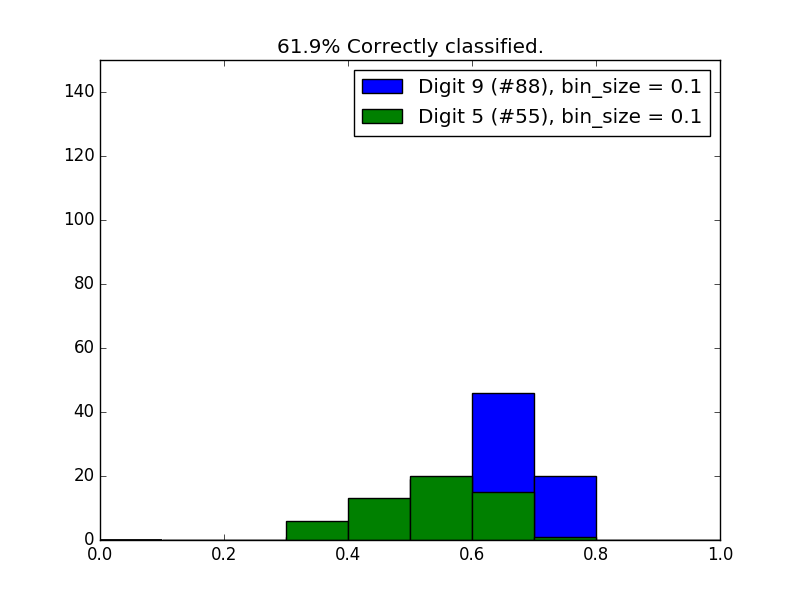 61.9% Correctly classified.
Digit 9 (#88), bin_size = 0.1
Digit 5 (#55), bin_size = 0.1
140
120
100
80
60
40
20
0
0.0 0.2 0.4 0.6 0.8 1.0